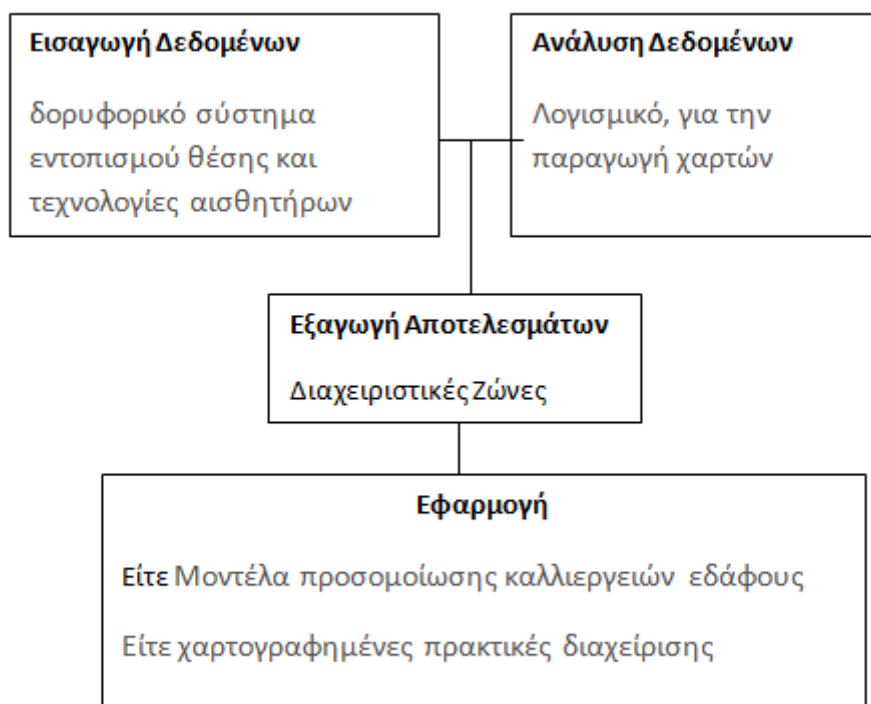 Εισαγωγή Δεδομένων
δορυφορικό σύστημα
εντοπισμού θέσης και
τεχνολογίες αισθητήρων
Ανάλυση Δεδομένων
Λογισμικό, για την
παραγωγή χαρτών
Εξαγωγή Αποτελεσμάτων
Διαχειριστικές Ζώνες
Εφαρμογή
Είτε Μοντέλα προσομοίωσης καλλιεργειών εδάφους
Είτε χαρτογραφημένες πρακτικές διαχείρισης